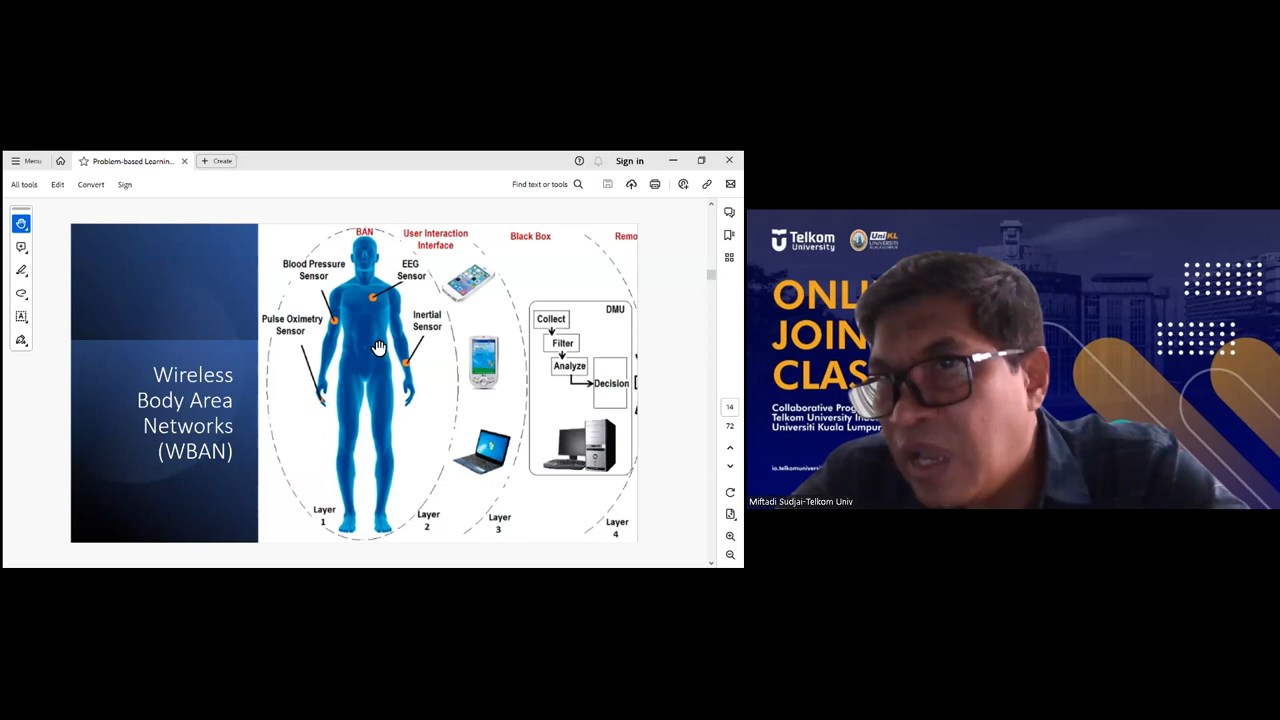 Menu
Problem-based Learnin...
Create
Sign in
All tools
Edit
Convert
Sign
Find text or tools
Wireless
Body Area
Networks
(WBAN)
BAN
User Interaction
Interface
Black Box
Remo
Blood Pressure
Sensor
EEG
Sensor
Pulse Oximetry
Sensor
Inertial
Sensor
DMU
Collect
Filter
Analyze
Decision
Layer
1
Layer
2
Layer
3
Layer
4
14
72
Telkom
University
UniKL
ONL
JOIN
CLAS
Collaborative Prog
Telkom University Ind
Universiti Kuala Lumpu
io.telkomuniversi
Miftadi Sudjai-Telkom Univ